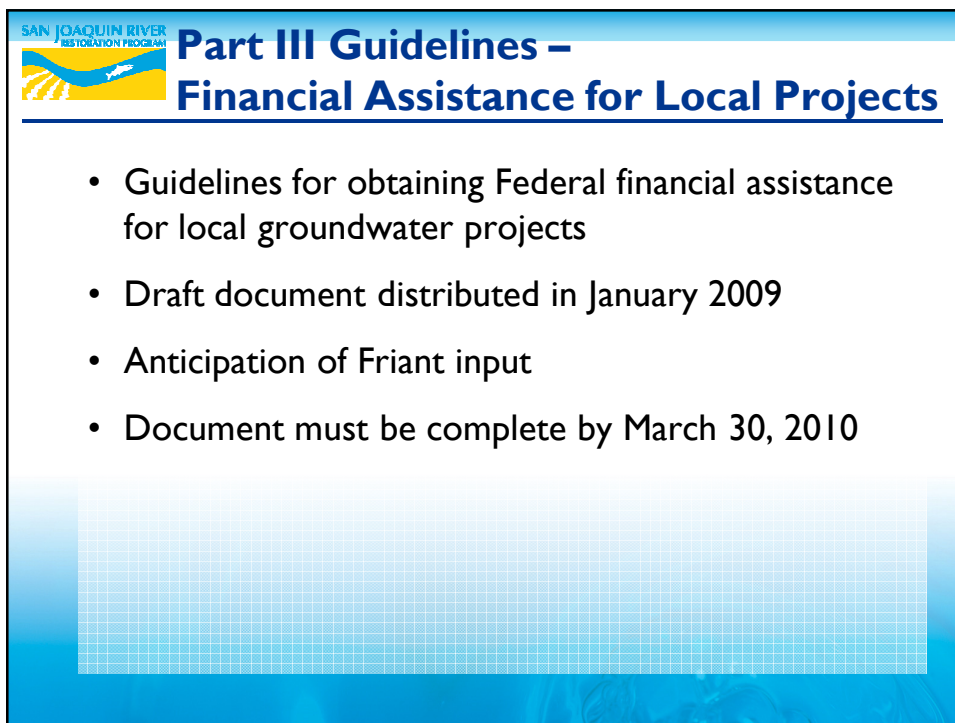 SAN JOAQUIN RIVER
RESTORATION PROGRAM
Part III Guidelines –
Financial Assistance for Local Projects
• Guidelines for obtaining Federal financial assistance
for local groundwater projects
• Draft document distributed in January 2009
• Anticipation of Friant input
• Document must be complete by March 30, 2010